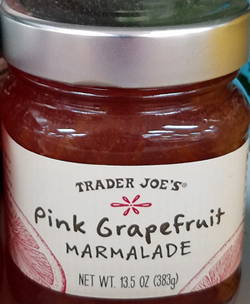 TRADER JOE'S®
Pink Grapefruit
MARMALADE
NET WT. 13.5 OZ (383g)